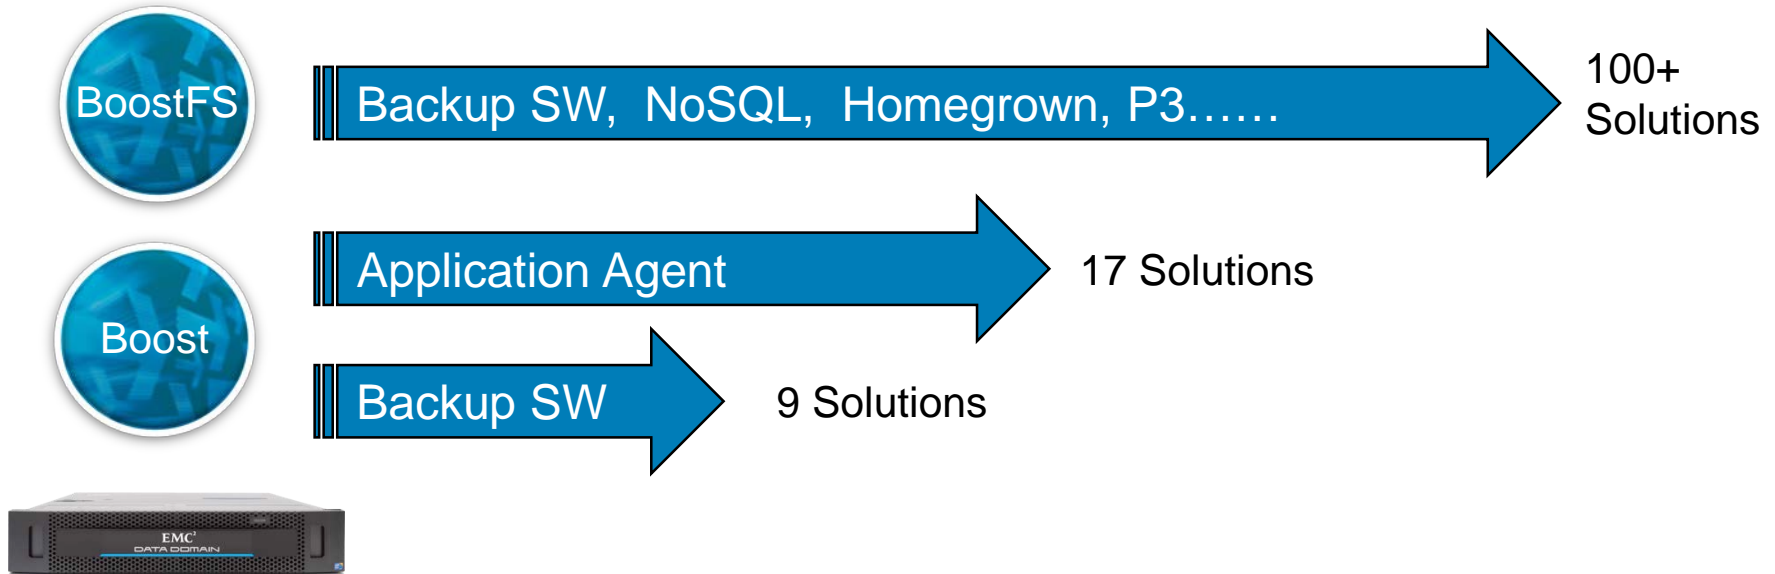 BoostFS
Backup SW,  NoSQL,  Homegrown, P3……
100+
Solutions
Application Agent
17 Solutions
Boost
Backup SW
9 Solutions
EMC²
DATA DOMAIN